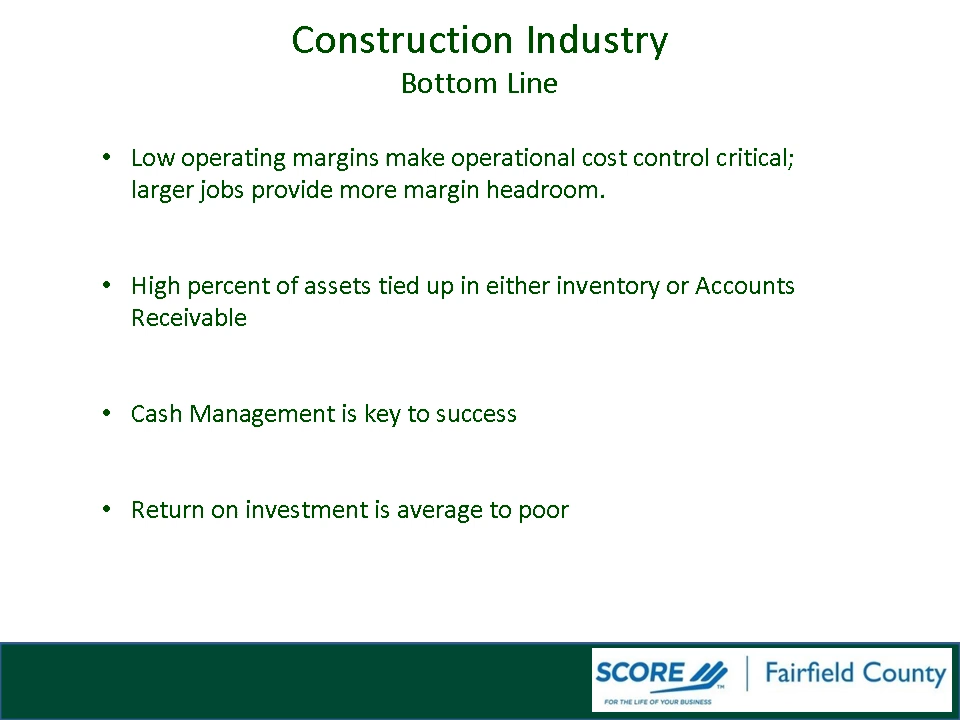 Construction Industry
Bottom Line
• Low operating margins make operational cost control critical;
larger jobs provide more margin headroom.
• High percent of assets tied up in either inventory or Accounts
Receivable
• Cash Management is key to success
• Return on investment is average to poor
SCORE TM | Fairfield County
FOR THE LIFE OF YOUR BUSINESS